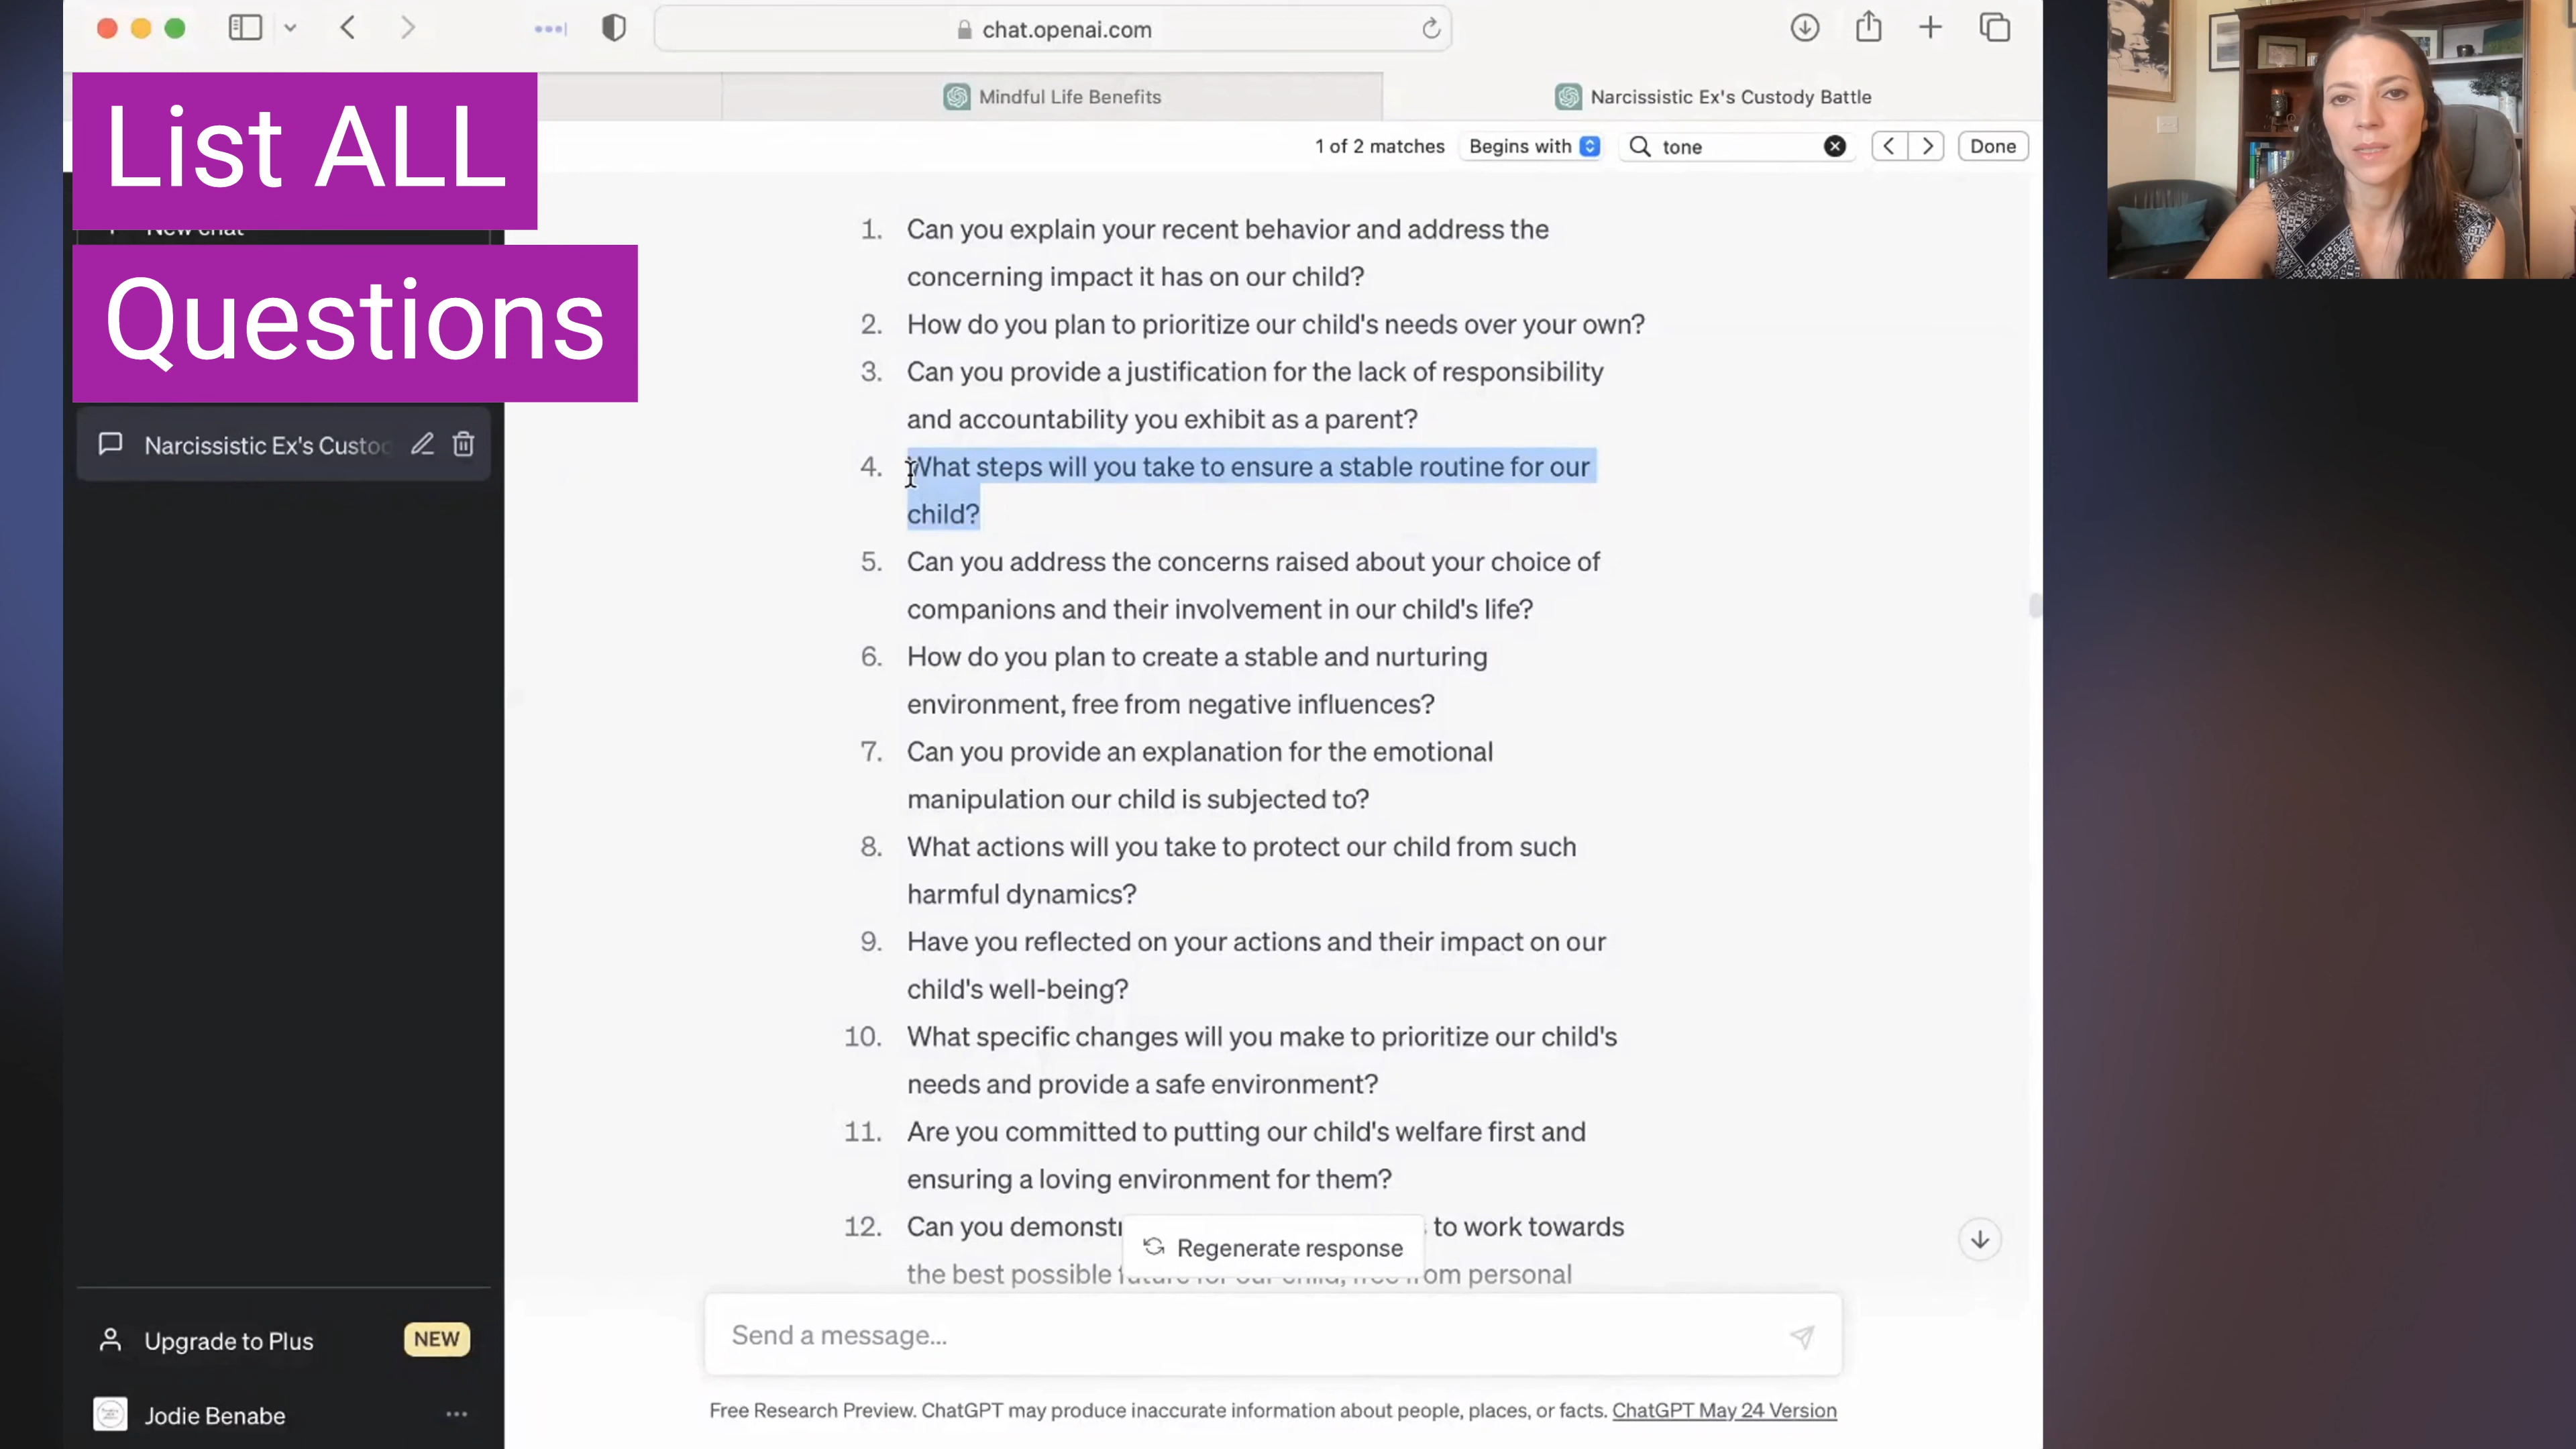 chat.openai.com
Mindful Life Benefits
Narcissistic Ex's Custody Battle
1 of 2 matches
Begins with
tone
Done
List ALL
Questions
New chat
Narcissistic Ex's Custod
1. Can you explain your recent behavior and address the
concerning impact it has on our child?
2. How do you plan to prioritize our child's needs over your own?
3. Can you provide a justification for the lack of responsibility
and accountability you exhibit as a parent?
4. What steps will you take to ensure a stable routine for our
child?
5. Can you address the concerns raised about your choice of
companions and their involvement in our child's life?
6. How do you plan to create a stable and nurturing
environment, free from negative influences?
7. Can you provide an explanation for the emotional
manipulation our child is subjected to?
8. What actions will you take to protect our child from such
harmful dynamics?
9. Have you reflected on your actions and their impact on our
child's well-being?
10. What specific changes will you make to prioritize our child's
needs and provide a safe environment?
11. Are you committed to putting our child's welfare first and
ensuring a loving environment for them?
12. Can you demonstr to work towards
the best possible future for our child, free from personal
Regenerate response
Send a message...
Upgrade to Plus NEW
Jodie Benabe
Free Research Preview. ChatGPT may produce inaccurate information about people, places, or facts. ChatGPT May 24 Version